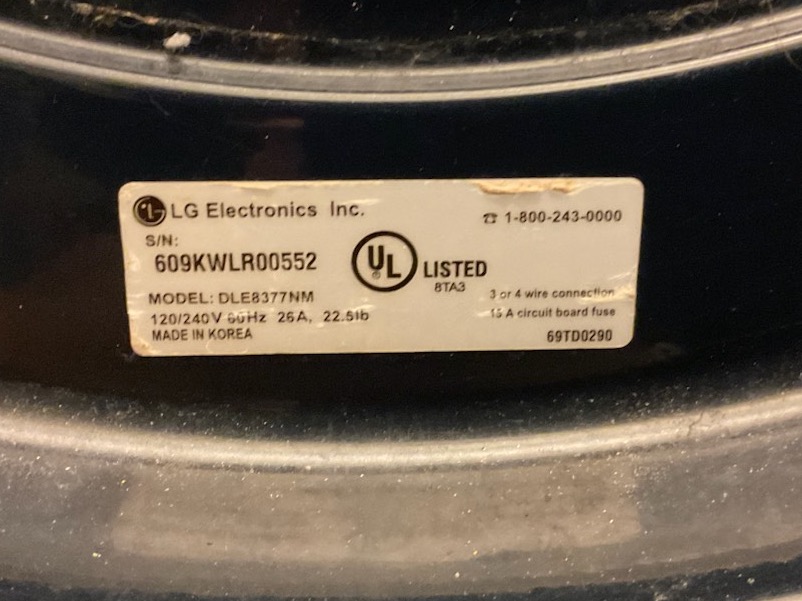 LG LG Electronics Inc.
☎ 1-800-243-0000
S/N:
609KWLR00552
UL ® LISTED
8TA3
MODEL: DLE8377NM
3 or 4 wire connection
120/240V 60Hz 26A, 22.5lb
15 A circuit board fuse
MADE IN KOREA
69TD0290